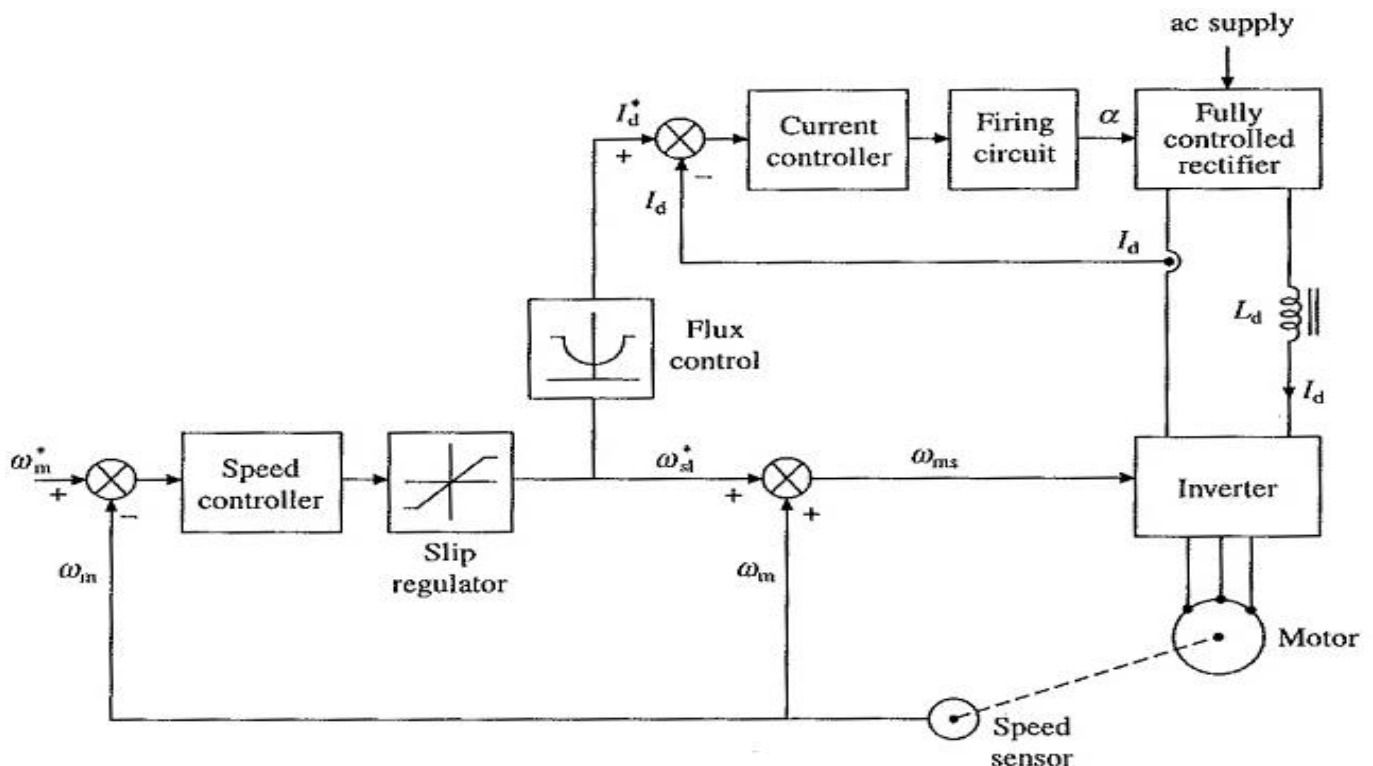 ac supply
I*d
+
−
Current
controller
Firing
circuit
α
Fully
controlled
rectifier
Id
Id
Ld
Flux
control
Id
ω*m
+
−
Speed
controller
ω*sl
+
+
ωms
Inverter
Slip
regulator
ωm
ωm
Motor
Speed
sensor